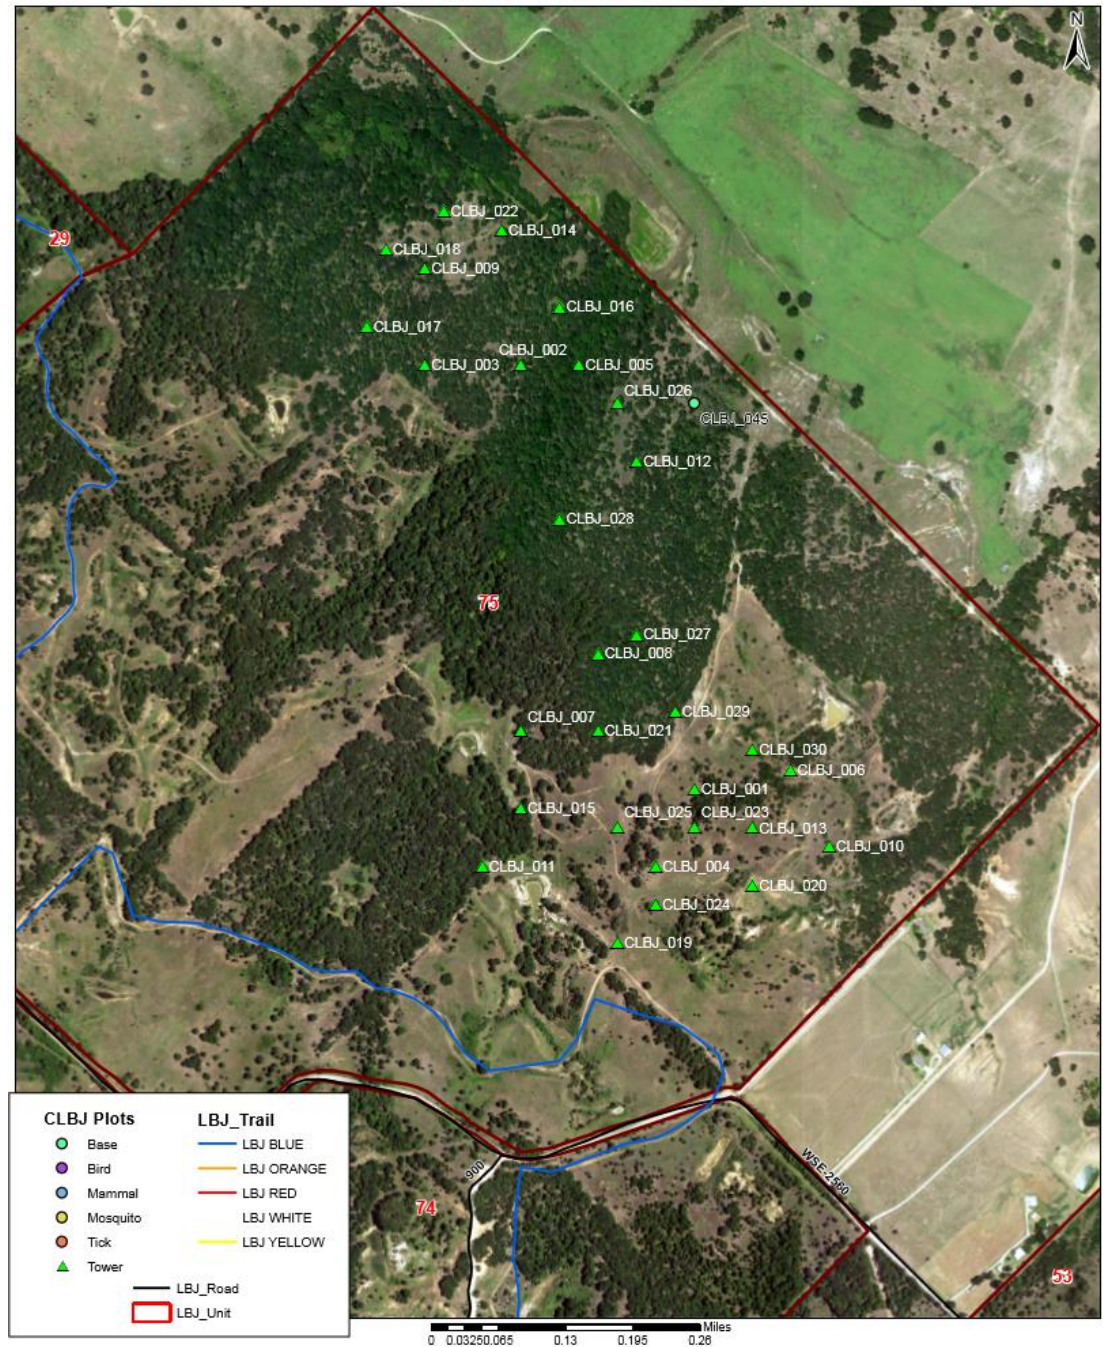 N
CLBJ_022
CLBJ_014
29
CLBJ_018
CLBJ_009
CLBJ_016
CLBJ_017
CLBJ_002
CLBJ_003
CLBJ_005
CLBJ_026
CLBJ_045
CLBJ_012
CLBJ_028
75
CLBJ_027
CLBJ_008
CLBJ_029
CLBJ_007
CLBJ_021
CLBJ_030
CLBJ_006
CLBJ_001
CLBJ_015
CLBJ_025
CLBJ_023
CLBJ_013
CLBJ_010
CLBJ_011
CLBJ_004
CLBJ_020
CLBJ_024
CLBJ_019
900
WSE-2560
74
53
CLBJ Plots
Base
Bird
Mammal
Mosquito
Tick
Tower
LBJ_Trail
LBJ BLUE
LBJ ORANGE
LBJ RED
LBJ WHITE
LBJ YELLOW
LBJ_Road
LBJ_Unit
Miles
0 0.0325 0.065 0.13 0.195 0.26